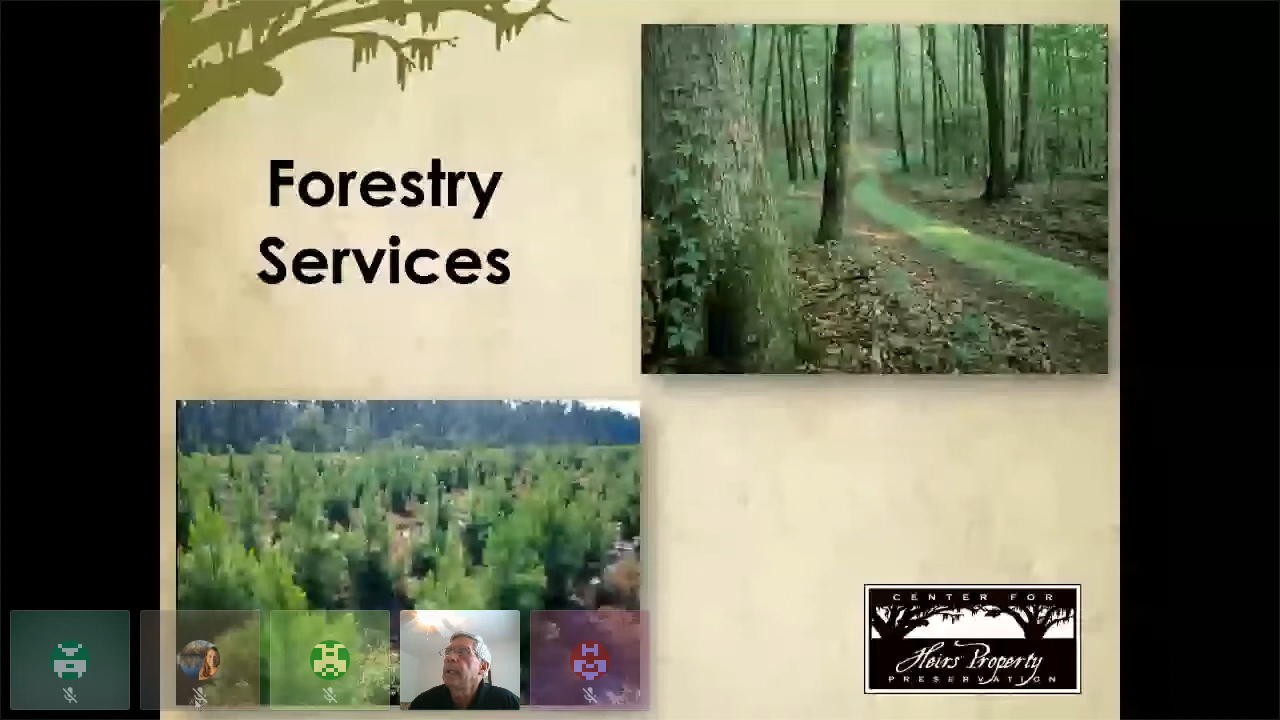 Forestry
Services
CENTER FOR
Heirs' Property
PRESERVATION